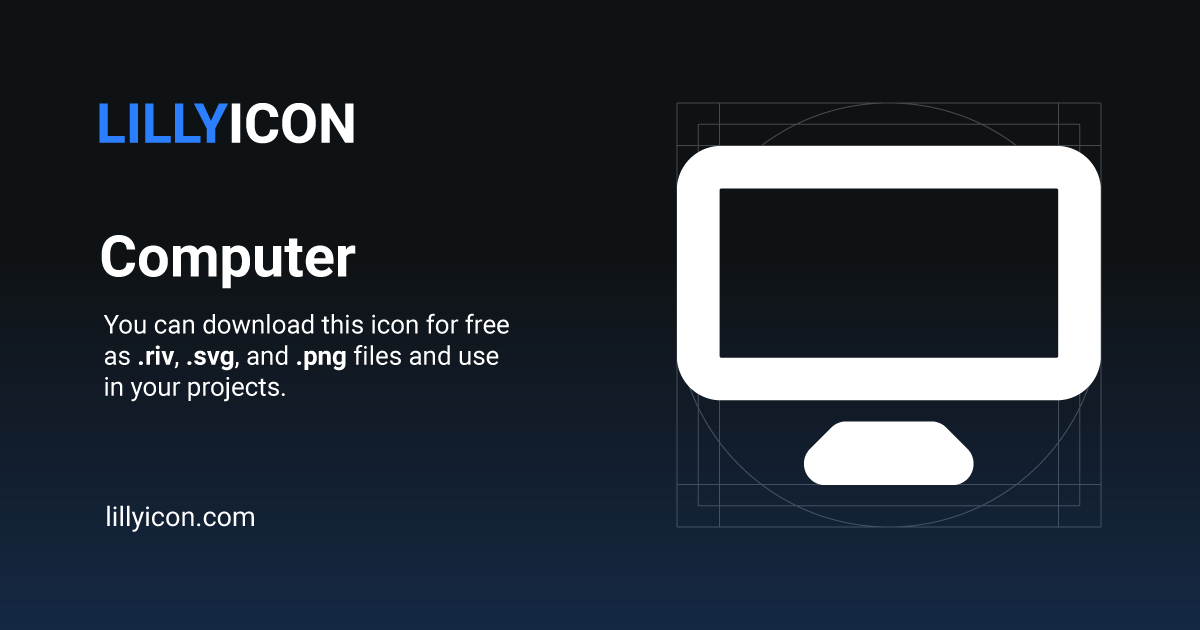 LILLYICON
Computer
You can download this icon for free
as .riv, .svg, and .png files and use
in your projects.
lillyicon.com